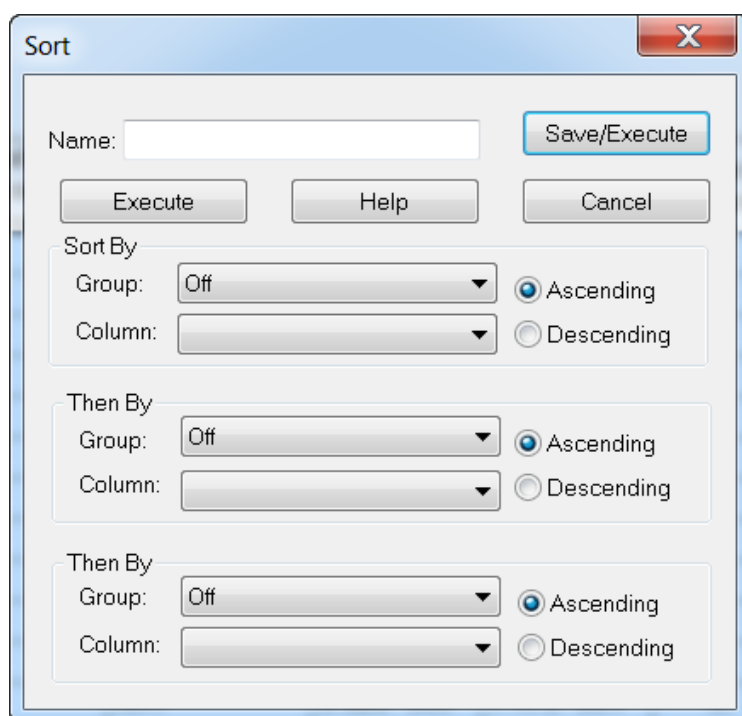 Sort
Name:
Save/Execute
Execute
Help
Cancel
Sort By
Group:
Off
Ascending
Column:
Descending
Then By
Group:
Off
Ascending
Column:
Descending
Then By
Group:
Off
Ascending
Column:
Descending